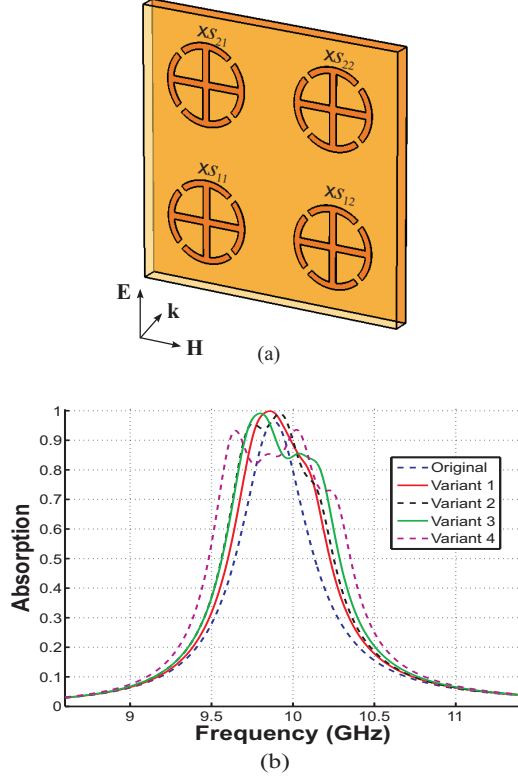 xS21 xS22
xS11 xS12
E
k
H
(a)
1
0.9
0.8
0.7
0.6
0.5
0.4
0.3
0.2
0.1
0
Absorption
Original
Variant 1
Variant 2
Variant 3
Variant 4
9 9.5 10 10.5 11
Frequency (GHz)
(b)